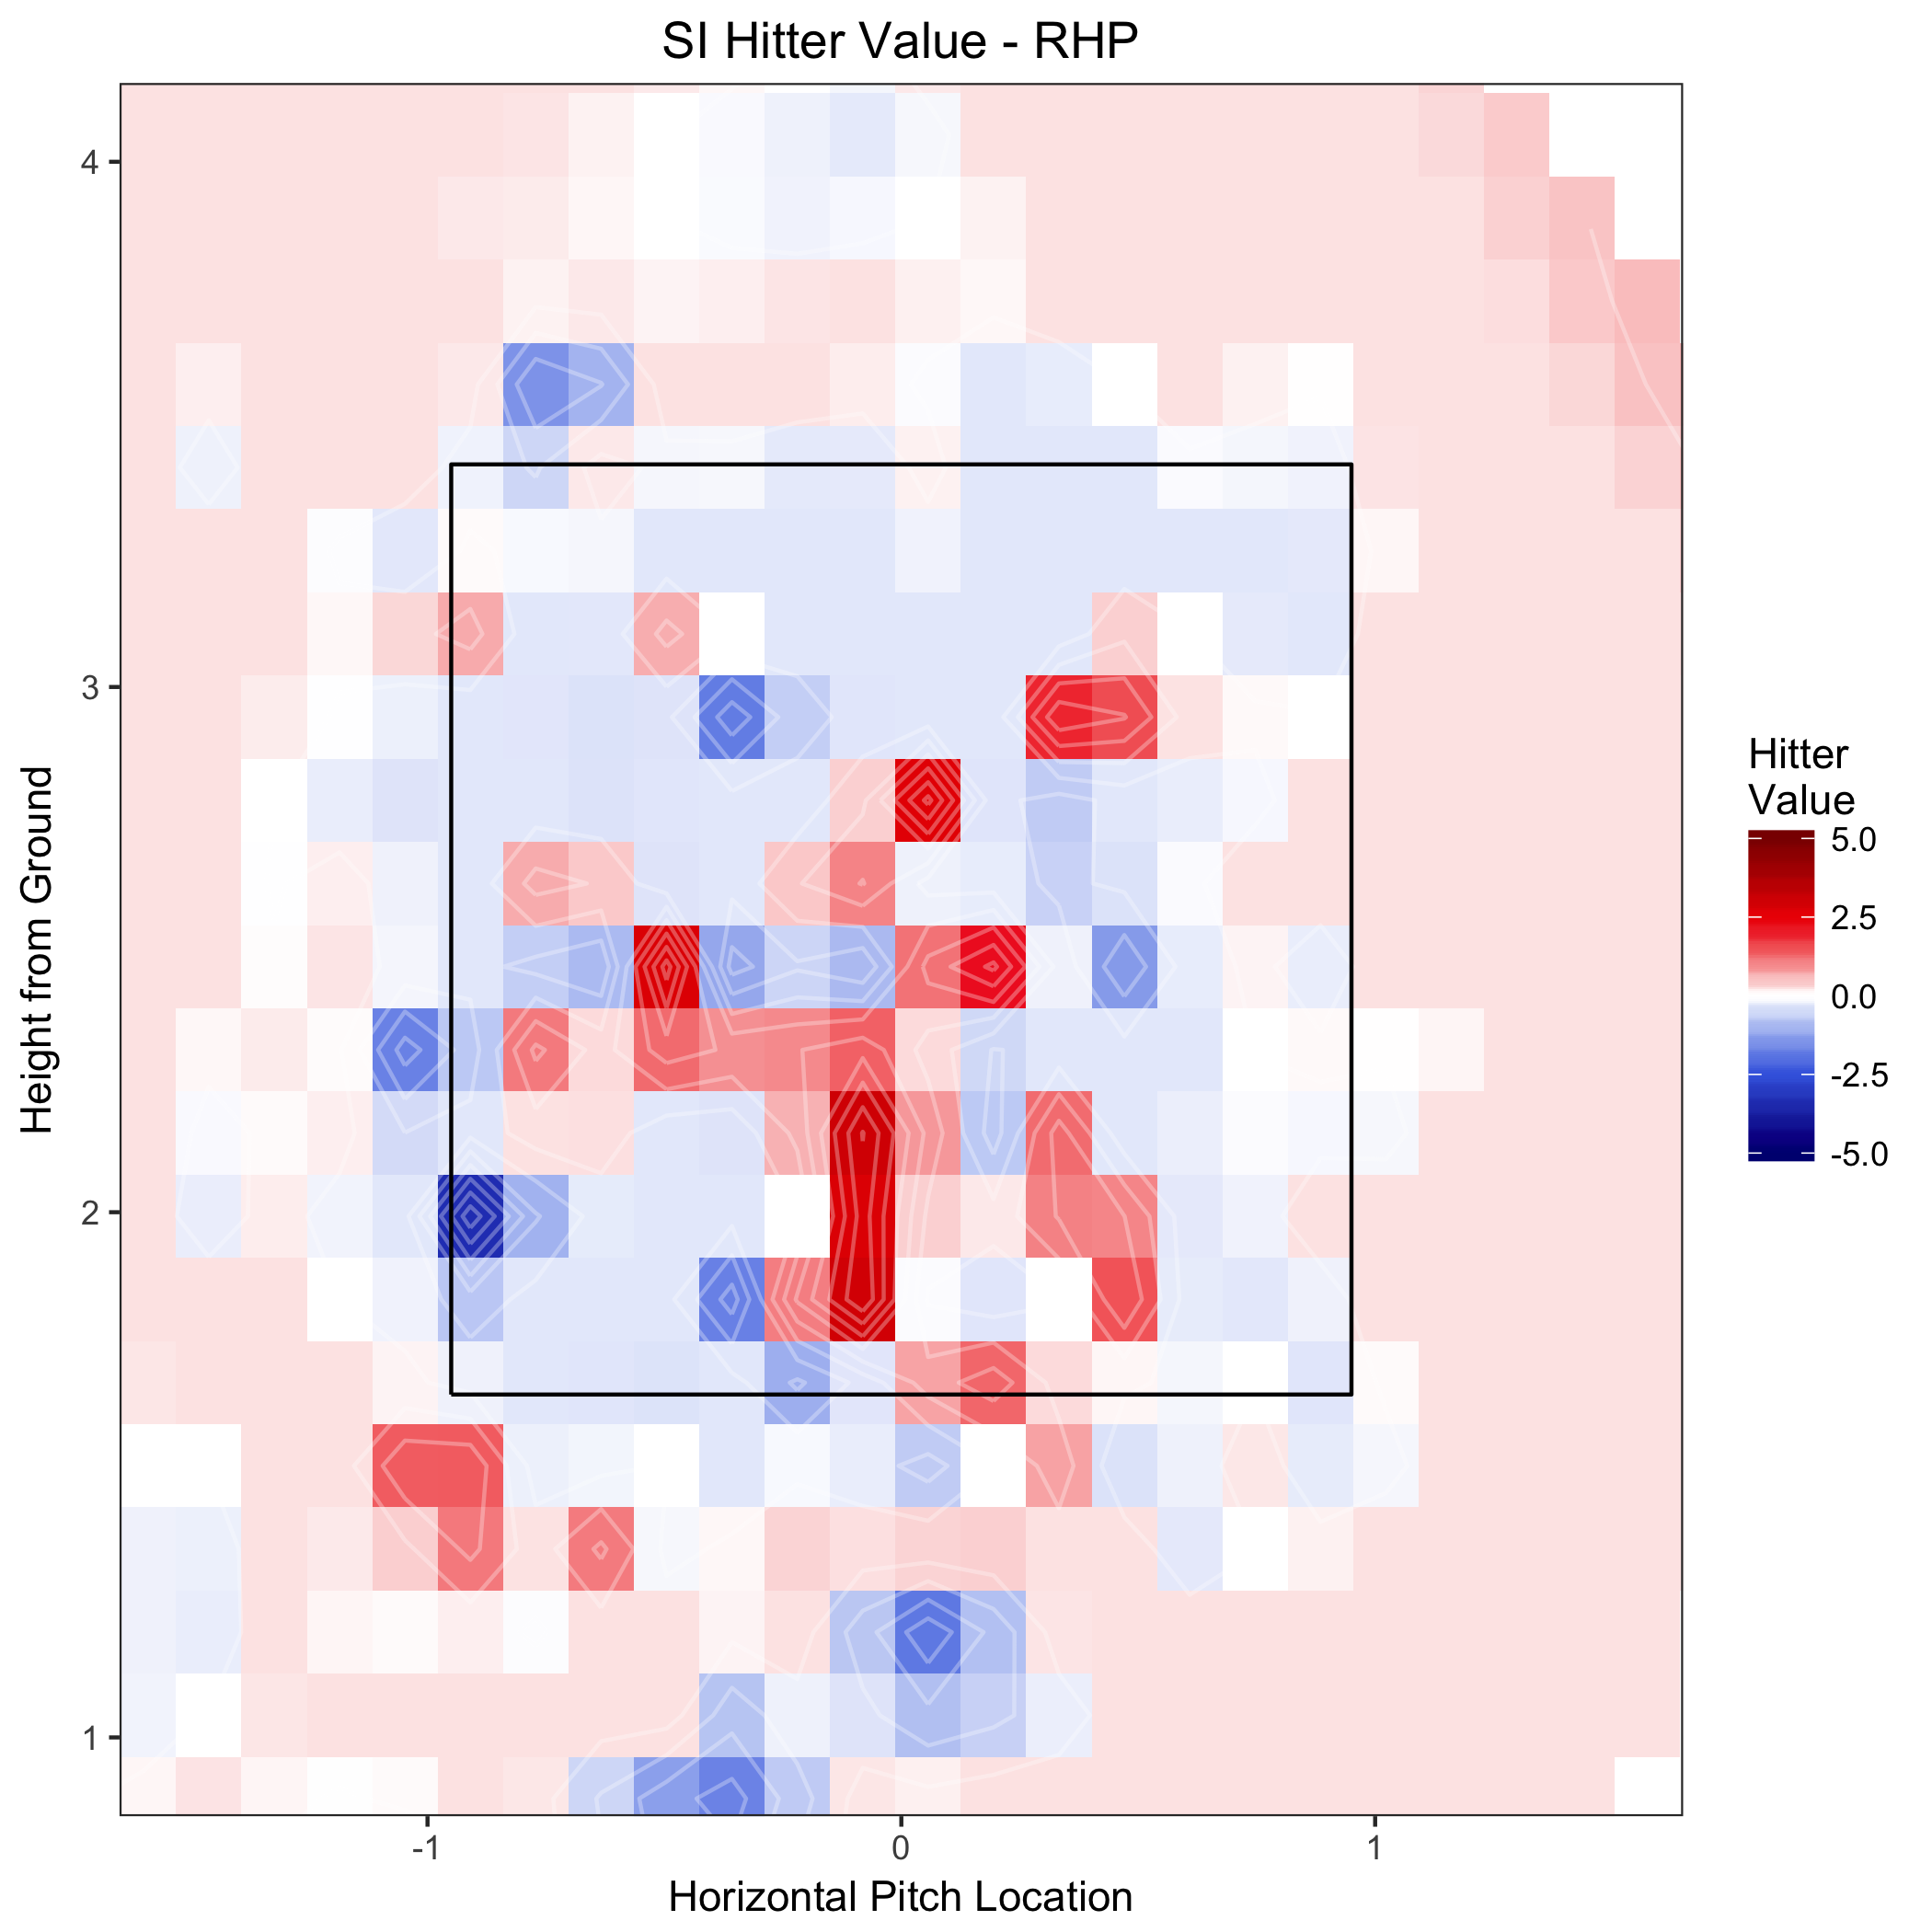 SI Hitter Value - RHP
4
3
2
1
Height from Ground
-1
0
1
Horizontal Pitch Location
Hitter
Value
5.0
2.5
0.0
-2.5
-5.0